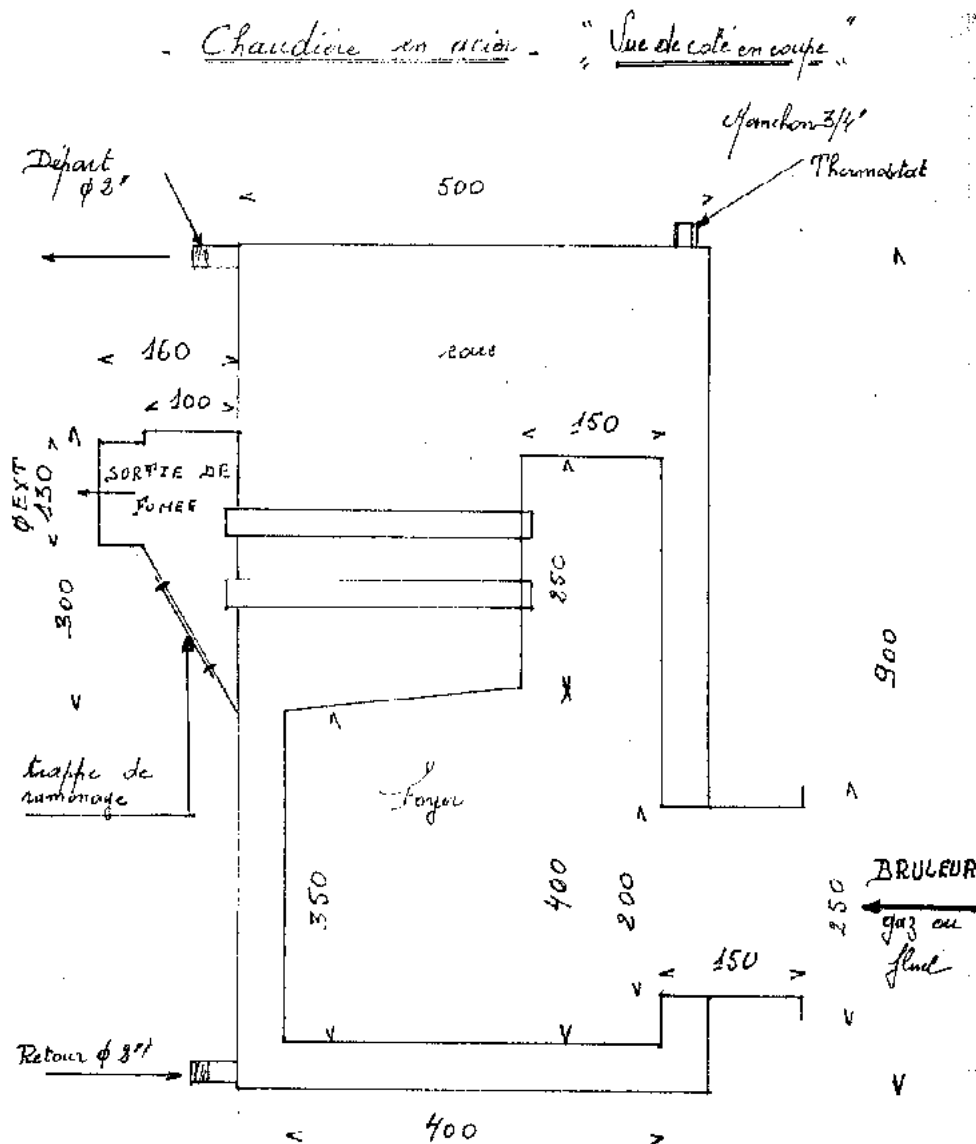 - Chaudière en acier - " Vue de coté en coupe "
Manchon 3/4"
Thermostat
Départ
φ 2"
500
160
eau
100
150
SORTIE DE
FUMEE
Ø EXT
130
300
250
900
trappe de
ramonage
Foyer
350
400
200
250
BRULEUR
gaz ou
fluel
150
Retour φ 2"
400